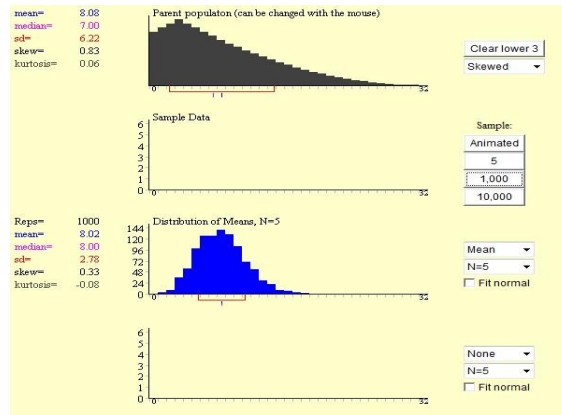 mean= 8.08
median= 7.00
sd= 6.22
skew= 0.83
kurtosis= 0.06
Parent populaton (can be changed with the mouse)
0 32
Clear lower 3
Skewed
Sample Data
6
5
4
3
2
1
0
0 32
Sample:
Animated
5
1,000
10,000
Reps= 1000
mean= 8.02
median= 8.00
sd= 2.78
skew= 0.33
kurtosis= -0.08
Distribution of Means, N=5
144
120
96
72
48
24
0
0 32
Mean
N=5
Fit normal
6
5
4
3
2
1
0
0 32
None
N=5
Fit normal